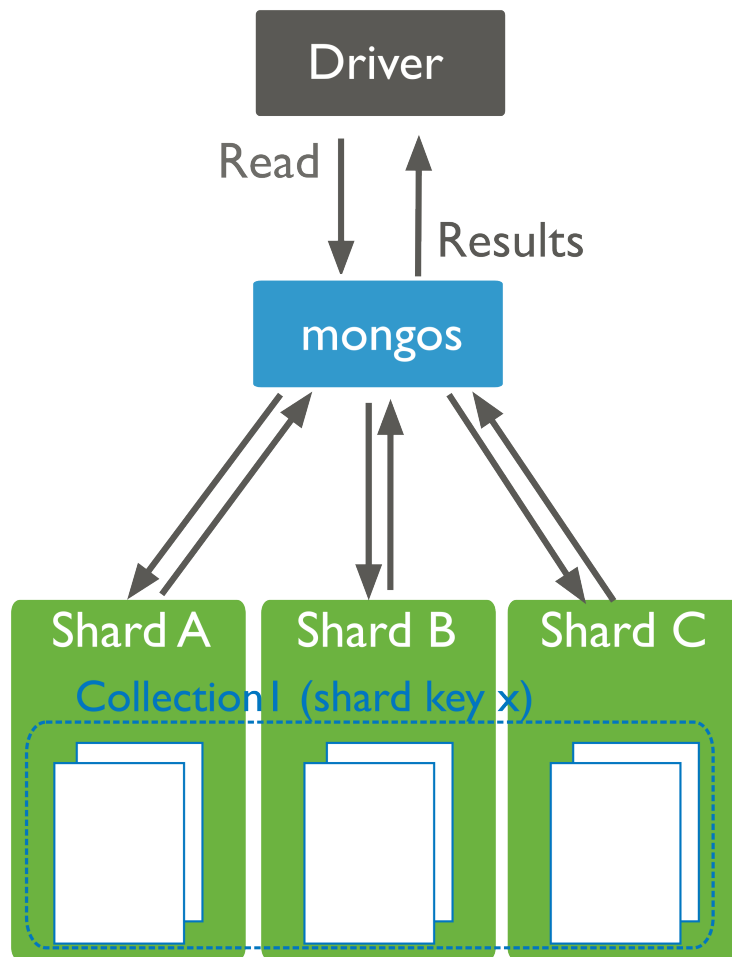 Driver
Read
Results
mongos
Shard A
Shard B
Shard C
Collection1 (shard key x)